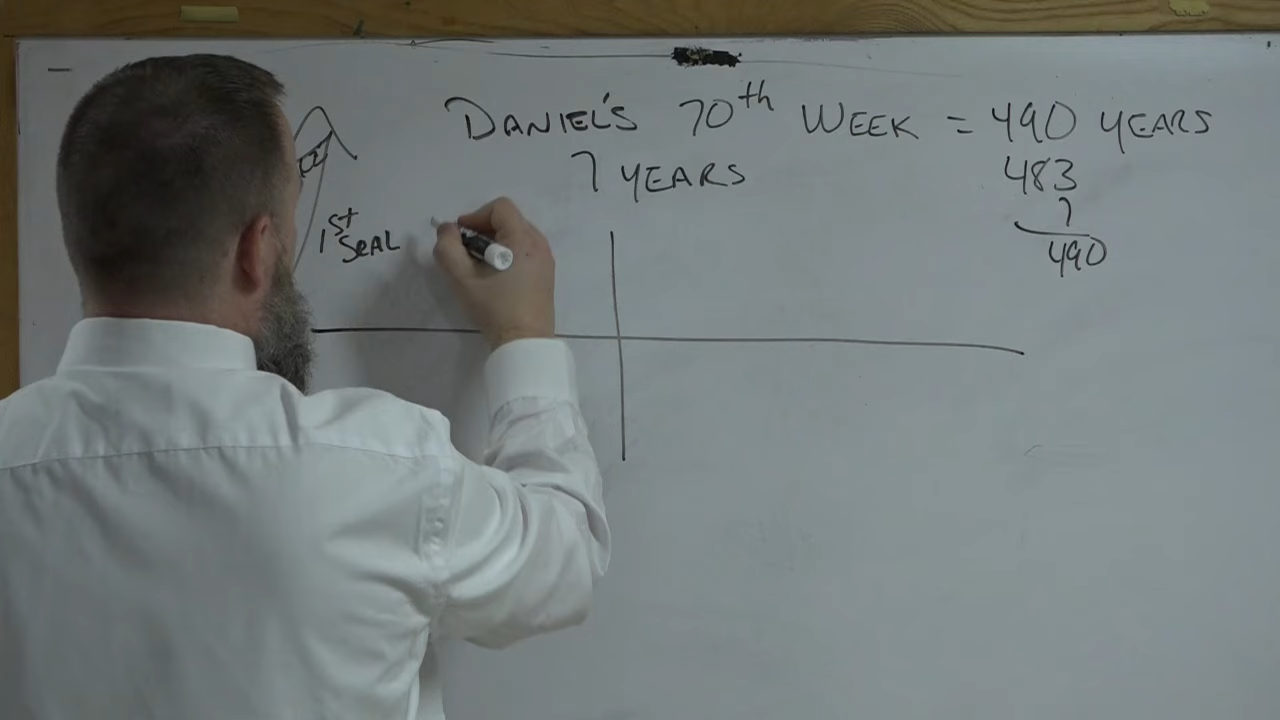 DANIEL'S 70th WEEK = 490 YEARS
7 YEARS
483
7
490
1st SEAL